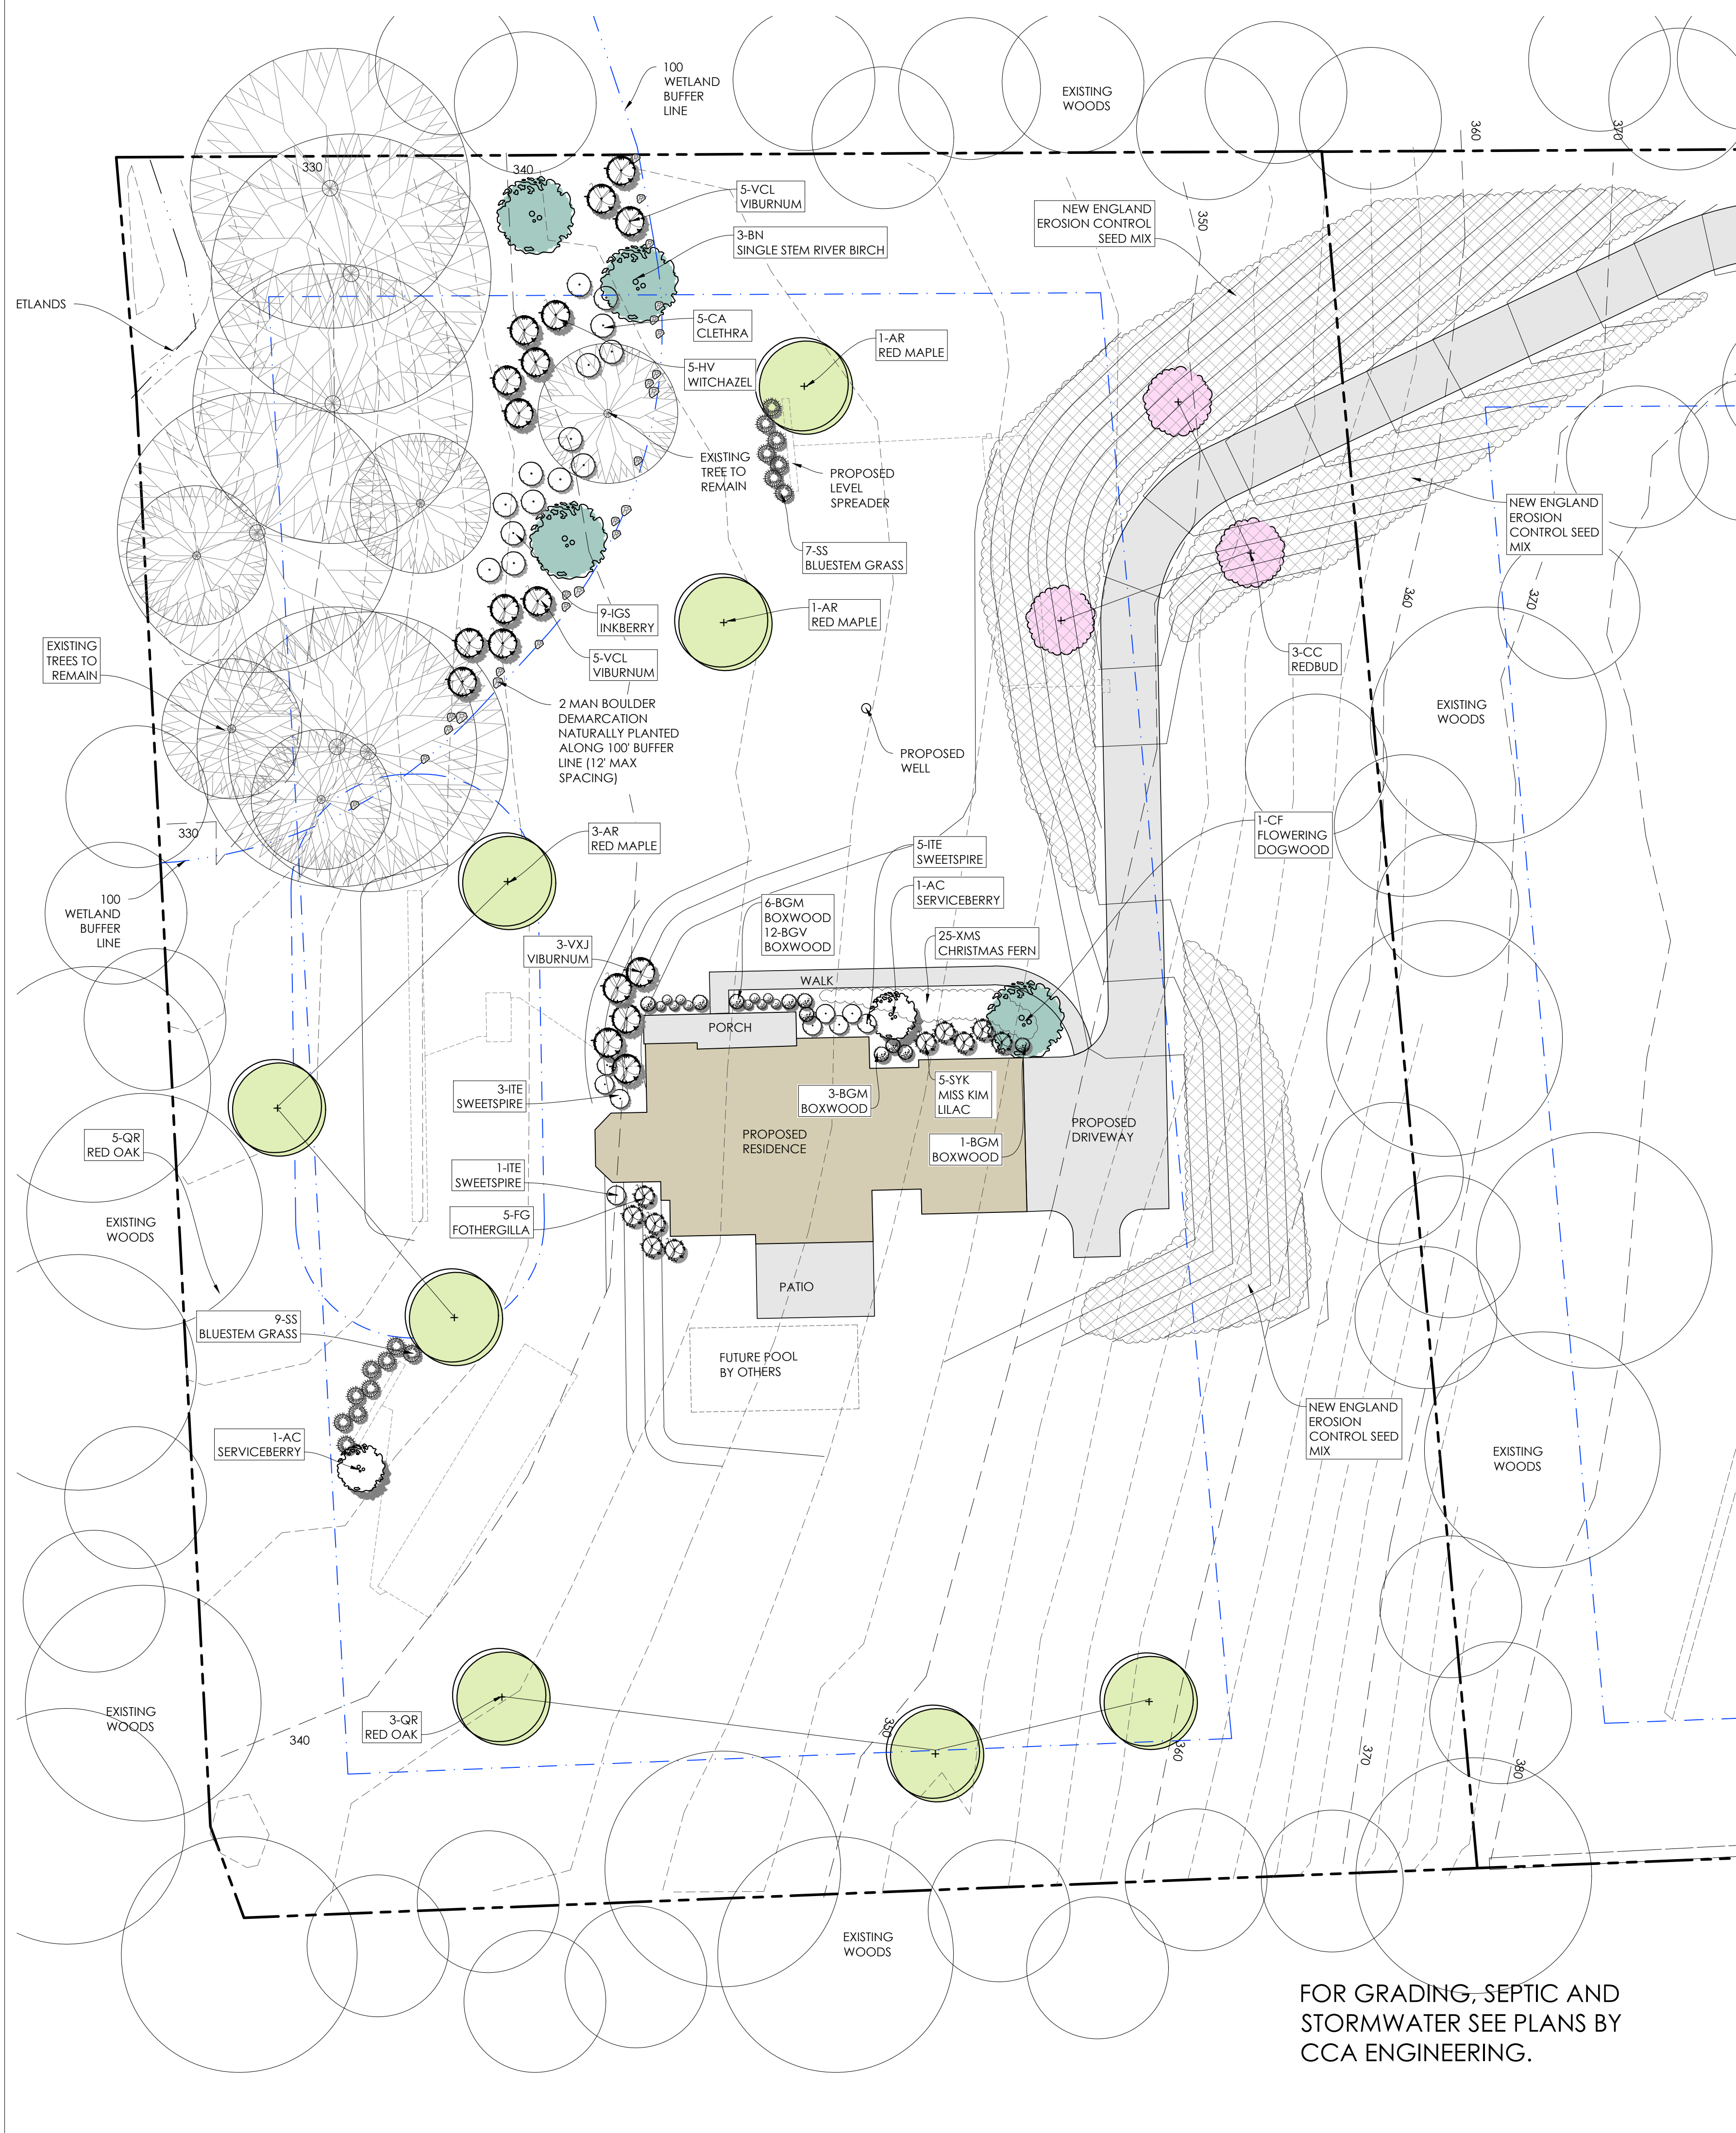 100
WETLAND
BUFFER
LINE
EXISTING
WOODS
360
370
330
340
5-VCL
VIBURNUM
NEW ENGLAND
EROSION CONTROL
SEED MIX
350
3-BN
SINGLE STEM RIVER BIRCH
ETLANDS
5-CA
CLETHRA
1-AR
RED MAPLE
5-HV
WITCHAZEL
EXISTING
TREE TO
REMAIN
PROPOSED
LEVEL
SPREADER
NEW ENGLAND
EROSION
CONTROL SEED
MIX
7-SS
BLUESTEM GRASS
9-IGS
INKBERRY
1-AR
RED MAPLE
360
370
EXISTING
TREES TO
REMAIN
5-VCL
VIBURNUM
3-CC
REDBUD
2 MAN BOULDER
DEMARCATION
NATURALLY PLANTED
ALONG 100' BUFFER
LINE (12' MAX
SPACING)
EXISTING
WOODS
PROPOSED
WELL
330
3-AR
RED MAPLE
1-CF
FLOWERING
DOGWOOD
5-ITE
SWEETSPIRE
1-AC
SERVICEBERRY
100
WETLAND
BUFFER
LINE
6-BGM
BOXWOOD
12-BGV
BOXWOOD
25-XMS
CHRISTMAS FERN
3-VXJ
VIBURNUM
WALK
PORCH
3-ITE
SWEETSPIRE
3-BGM
BOXWOOD
5-SYK
MISS KIM
LILAC
5-QR
RED OAK
PROPOSED
RESIDENCE
1-BGM
BOXWOOD
PROPOSED
DRIVEWAY
1-ITE
SWEETSPIRE
5-FG
FOTHERGILLA
EXISTING
WOODS
PATIO
9-SS
BLUESTEM GRASS
FUTURE POOL
BY OTHERS
NEW ENGLAND
EROSION
CONTROL SEED
MIX
1-AC
SERVICEBERRY
EXISTING
WOODS
EXISTING
WOODS
3-QR
RED OAK
340
350
360
370
380
EXISTING
WOODS
FOR GRADING, SEPTIC AND
STORMWATER SEE PLANS BY
CCA ENGINEERING.